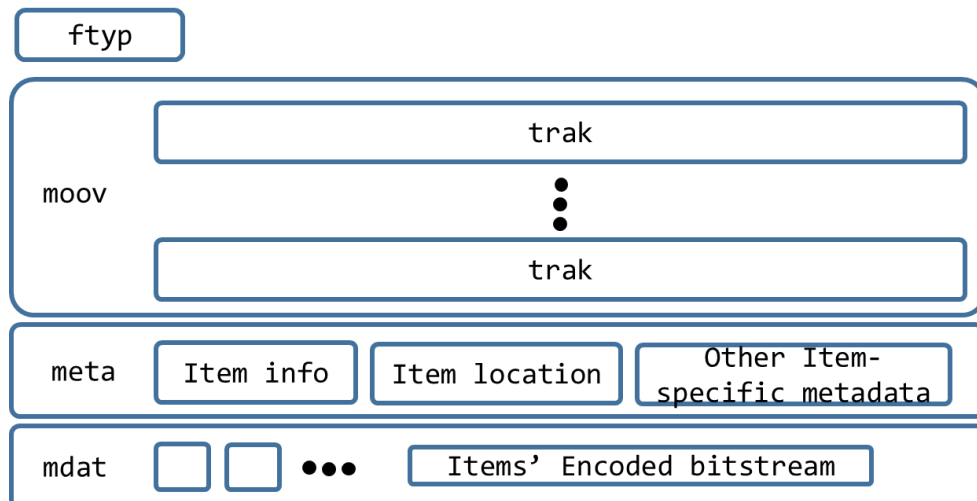 ftyp
trak
moov
trak
meta
Item info
Item location
Other Item-
specific metadata
mdat
Items’ Encoded bitstream